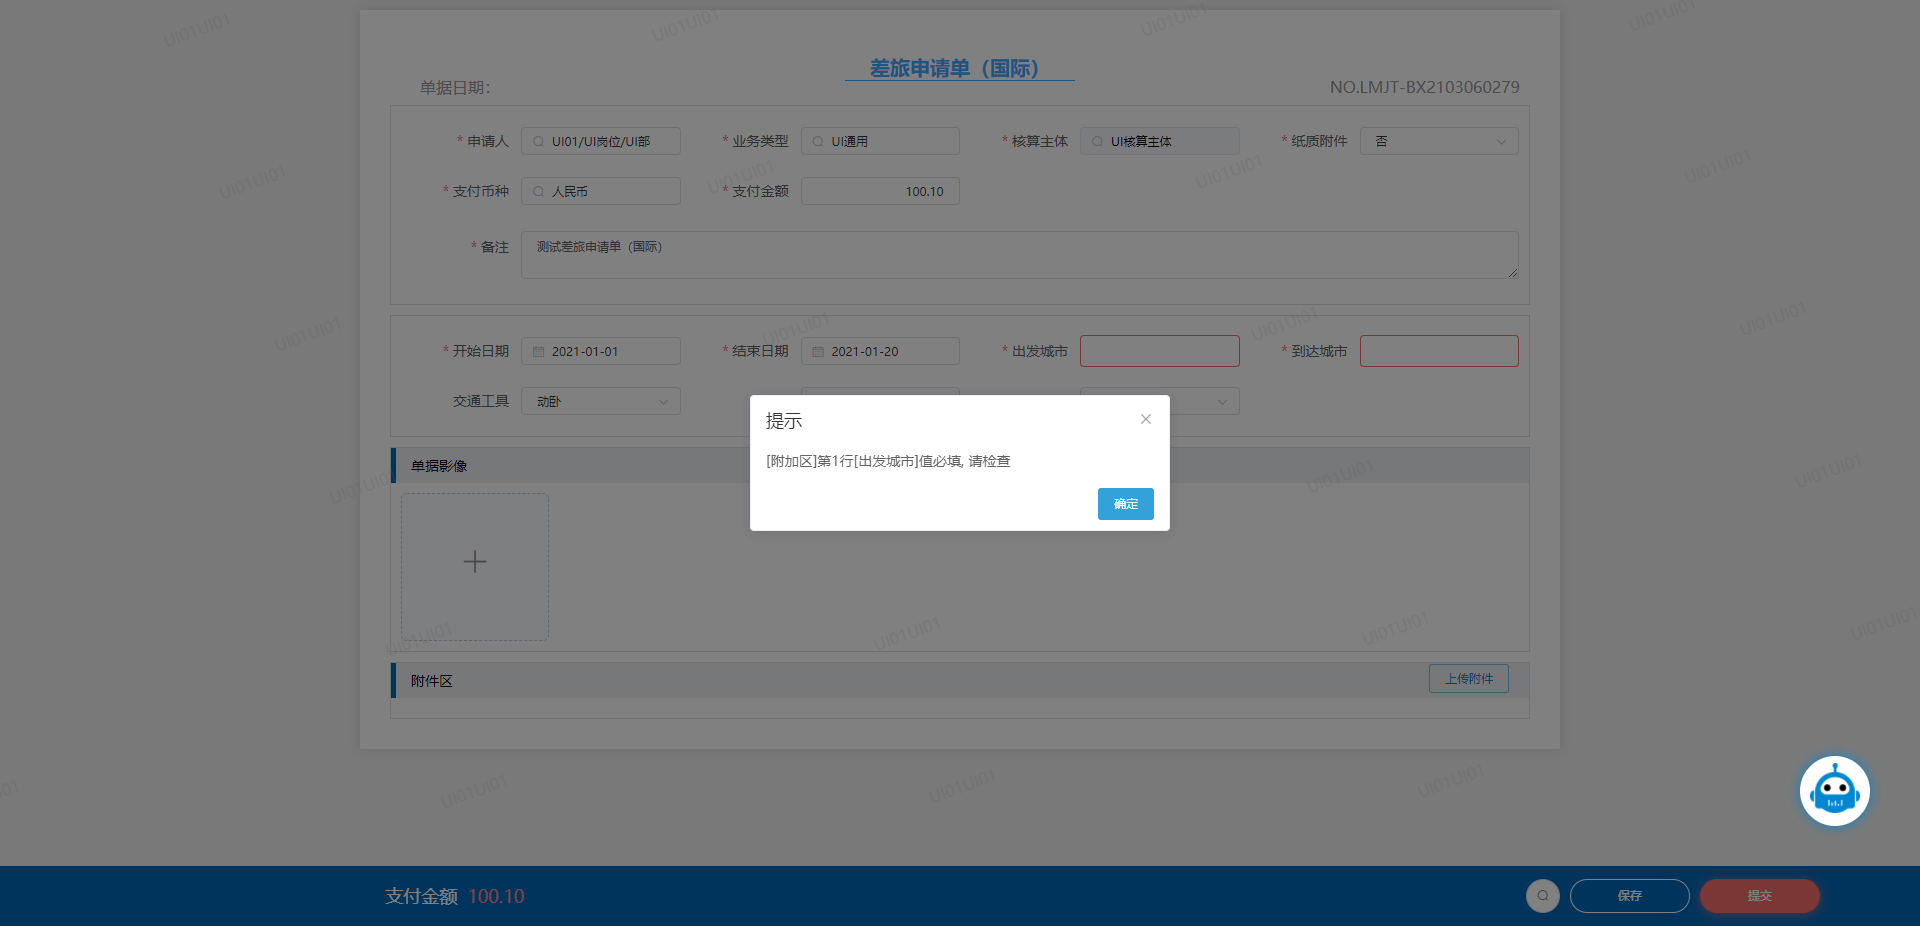 差旅申请单（国际）
单据日期:
NO.LMJT-BX2103060279
* 申请人 UI01/UI岗位/UI部 * 业务类型 UI通用 * 核算主体 UI核算主体 * 纸质附件 否
* 支付币种 人民币 * 支付金额 100.10
* 备注 测试差旅申请单（国际）
* 开始日期 2021-01-01 * 结束日期 2021-01-20 * 出发城市 * 到达城市
交通工具 动卧
提示
[附加区]第1行[出发城市]值必填, 请检查
确定
单据影像
附件区 上传附件
支付金额 100.10 保存 提交
UI01UI01